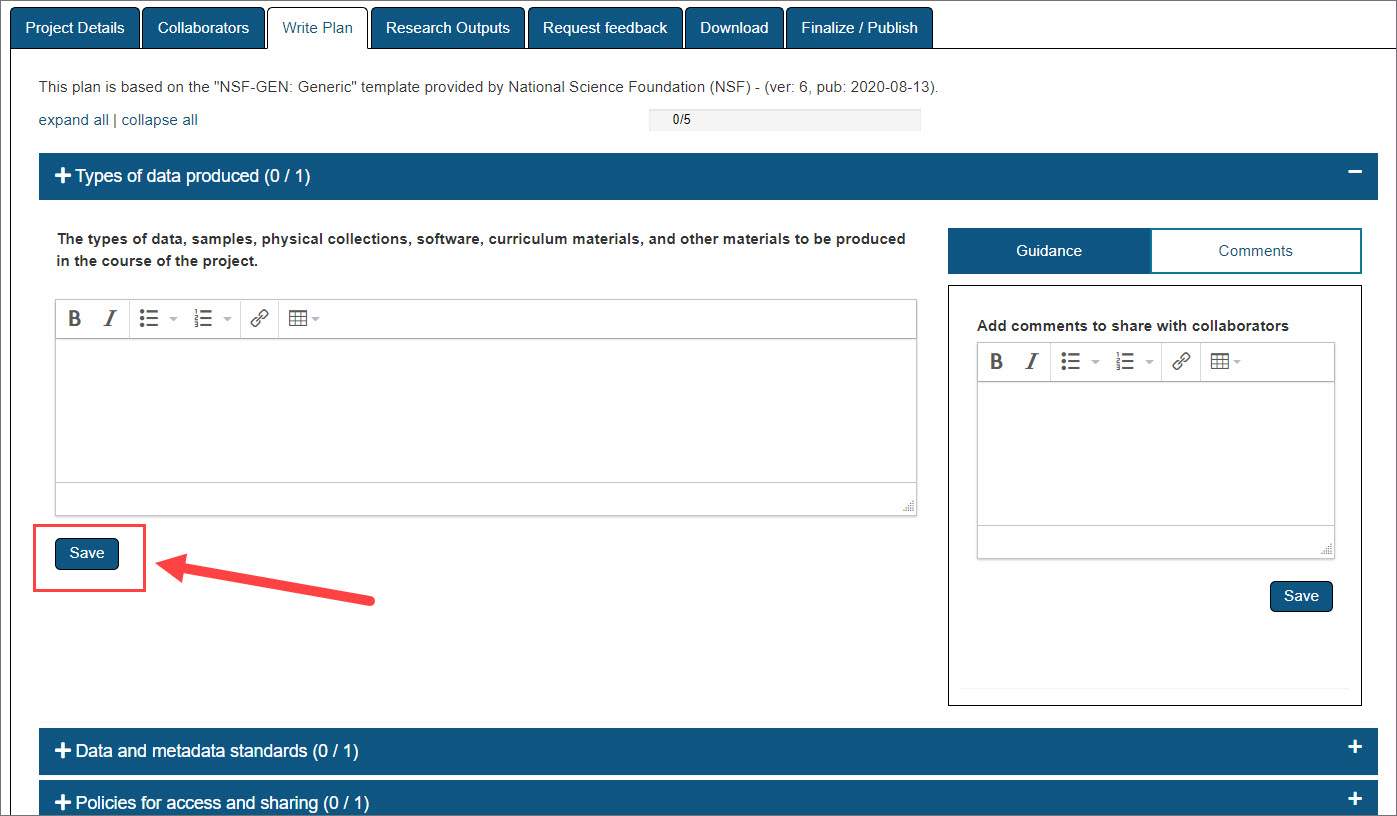 Project Details
Collaborators
Write Plan
Research Outputs
Request feedback
Download
Finalize / Publish
This plan is based on the "NSF-GEN: Generic" template provided by National Science Foundation (NSF) - (ver: 6, pub: 2020-08-13).
expand all | collapse all
0/5
Types of data produced (0 / 1)
The types of data, samples, physical collections, software, curriculum materials, and other materials to be produced
in the course of the project.
Guidance
Comments
B I
Save
Add comments to share with collaborators
B I
Save
Data and metadata standards (0 / 1)
Policies for access and sharing (0 / 1)